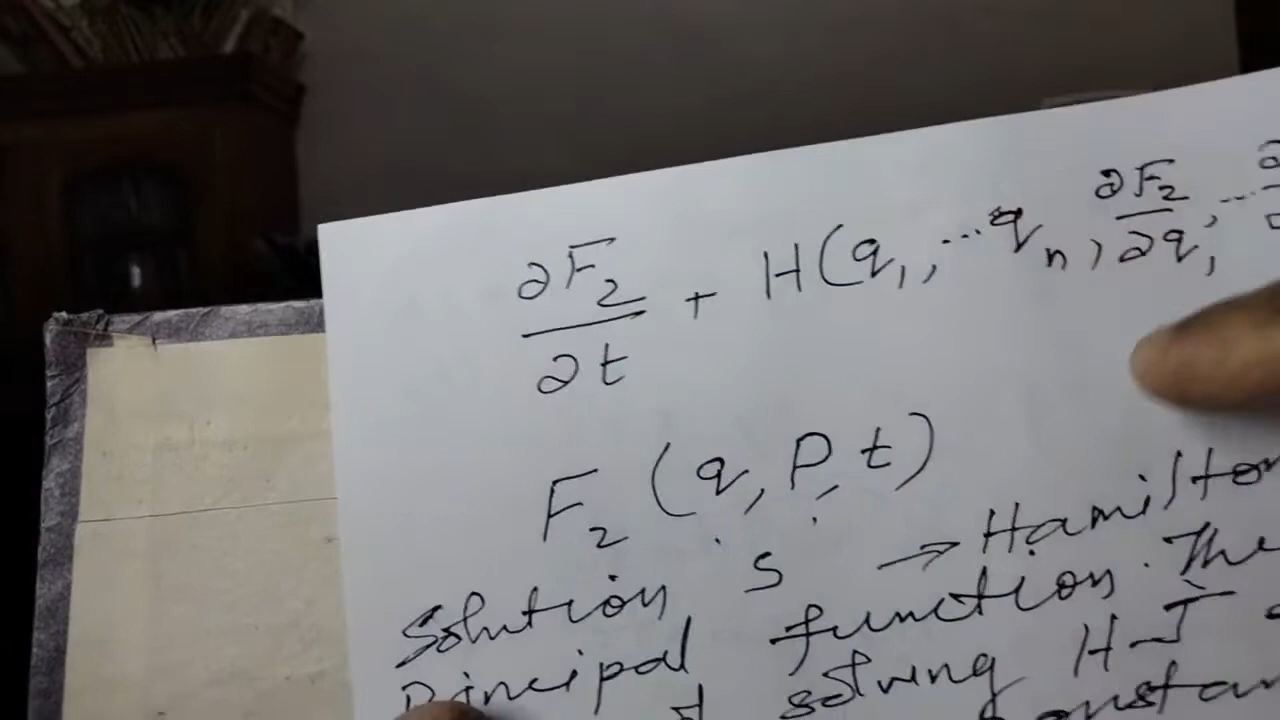 ∂F₂/∂t + H(q₁, ...qₙ, ∂F₂/∂q₁, ... ∂
F₂ (q, P, t)
Solution S → Hamilton
Principal function. The
solving H-J